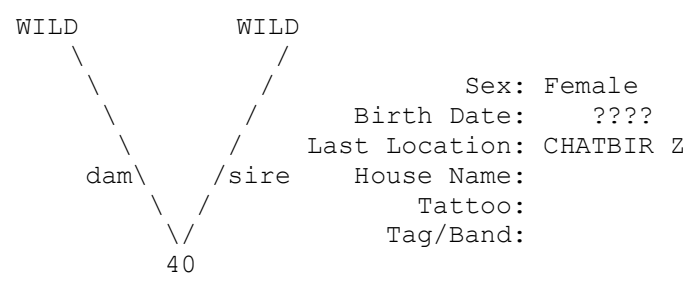 WILD WILD
\ /
\ / Sex: Female
\ / Birth Date: ????
\ / Last Location: CHATBIR Z
dam\ /sire House Name:
\ / Tattoo:
\/ Tag/Band:
40